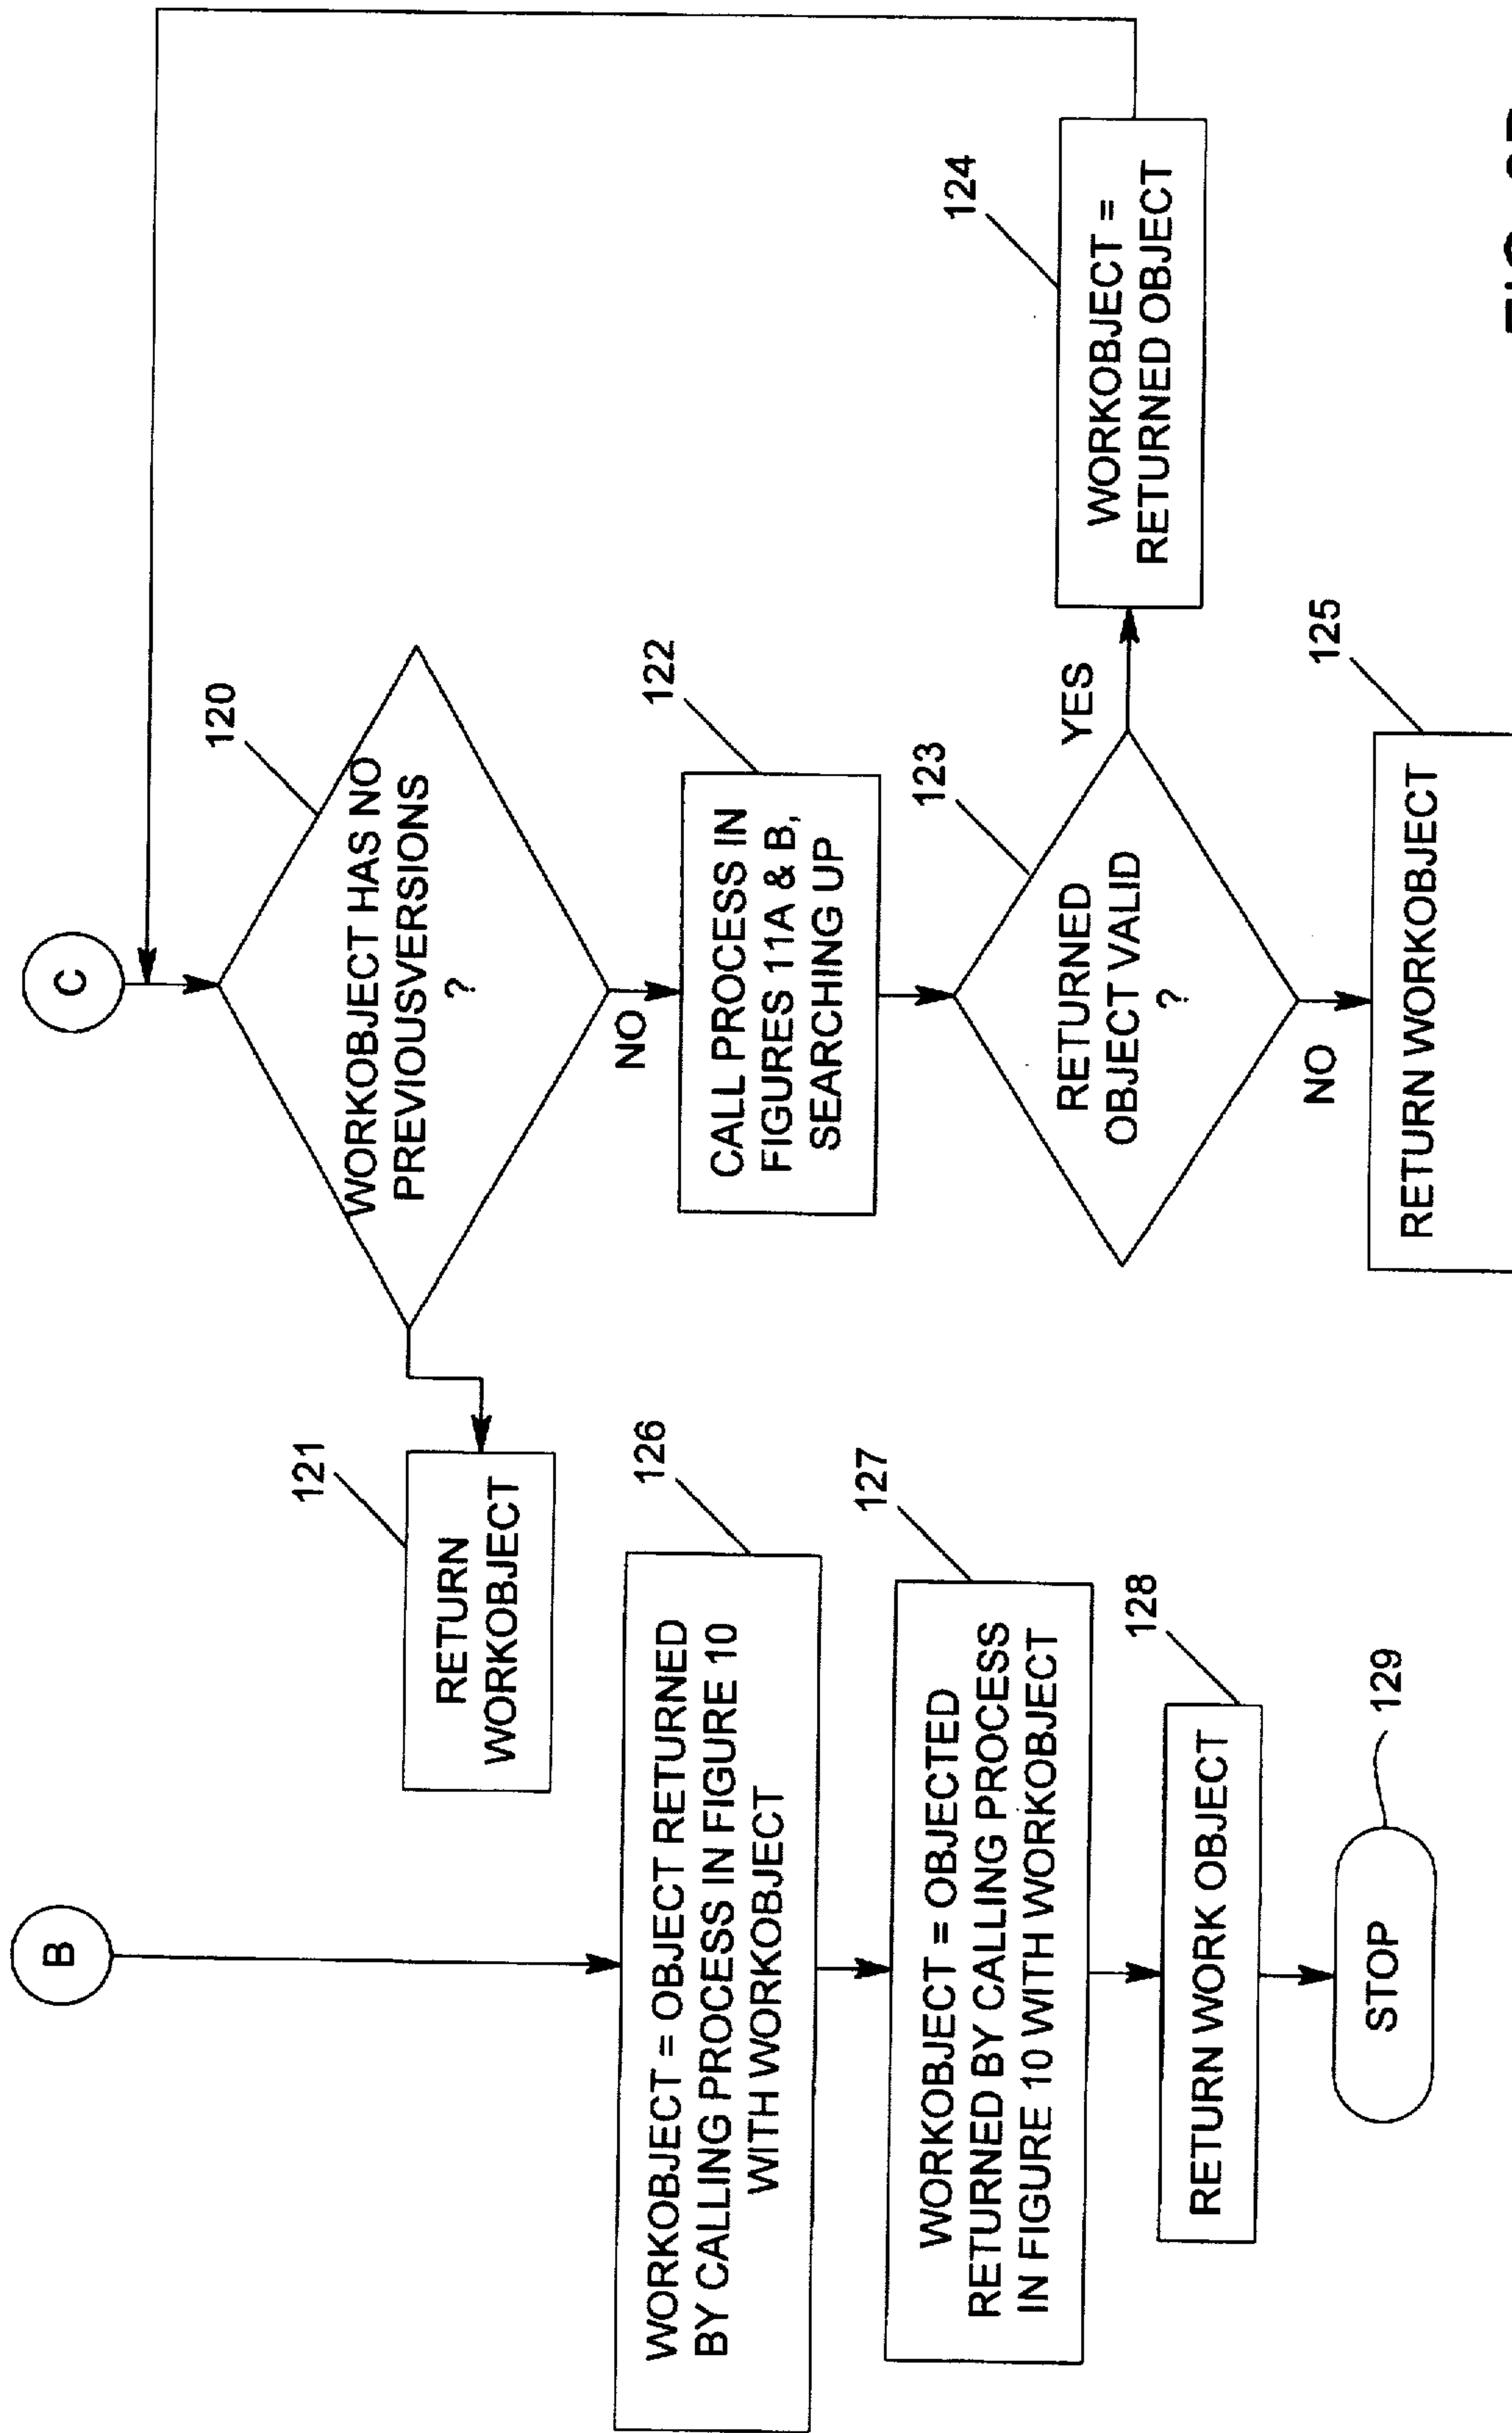 B
WORKOBJECT = OBJECT RETURNED
BY CALLING PROCESS IN FIGURE 10
WITH WORKOBJECT
126
WORKOBJECT = OBJECTED
RETURNED BY CALLING PROCESS
IN FIGURE 10 WITH WORKOBJECT
127
RETURN WORK OBJECT
128
STOP
129
C
WORKOBJECT HAS NO
PREVIOUSVERSIONS
?
120
RETURN
WORKOBJECT
121
NO
CALL PROCESS IN
FIGURES 11A & B,
SEARCHING UP
122
RETURNED
OBJECT VALID
?
123
YES
WORKOBJECT =
RETURNED OBJECT
124
NO
RETURN WORKOBJECT
125